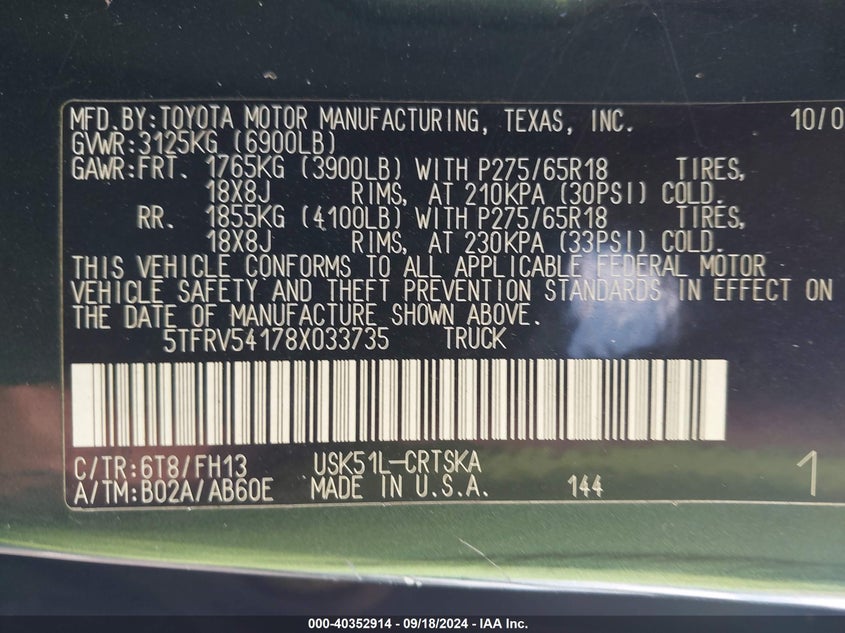 MFD. BY: TOYOTA MOTOR MANUFACTURING, TEXAS, INC. 10/0
GVWR: 3125KG (6900LB)
GAWR: FRT. 1765KG (3900LB) WITH P275/65R18 TIRES,
18X8J RIMS, AT 210KPA (30PSI) COLD.
RR. 1855KG (4100LB) WITH P275/65R18 TIRES,
18X8J RIMS, AT 230KPA (33PSI) COLD.
THIS VEHICLE CONFORMS TO ALL APPLICABLE FEDERAL MOTOR
VEHICLE SAFETY AND THEFT PREVENTION STANDARDS IN EFFECT ON
THE DATE OF MANUFACTURE SHOWN ABOVE.
5TFRV54178X033735 TRUCK
C/TR: 6T8/FH13 USK51L-CRTSKA
A/TM: B02A/AB60E MADE IN U.S.A. 144 1
000-40352914 - 09/18/2024 - IAA Inc.